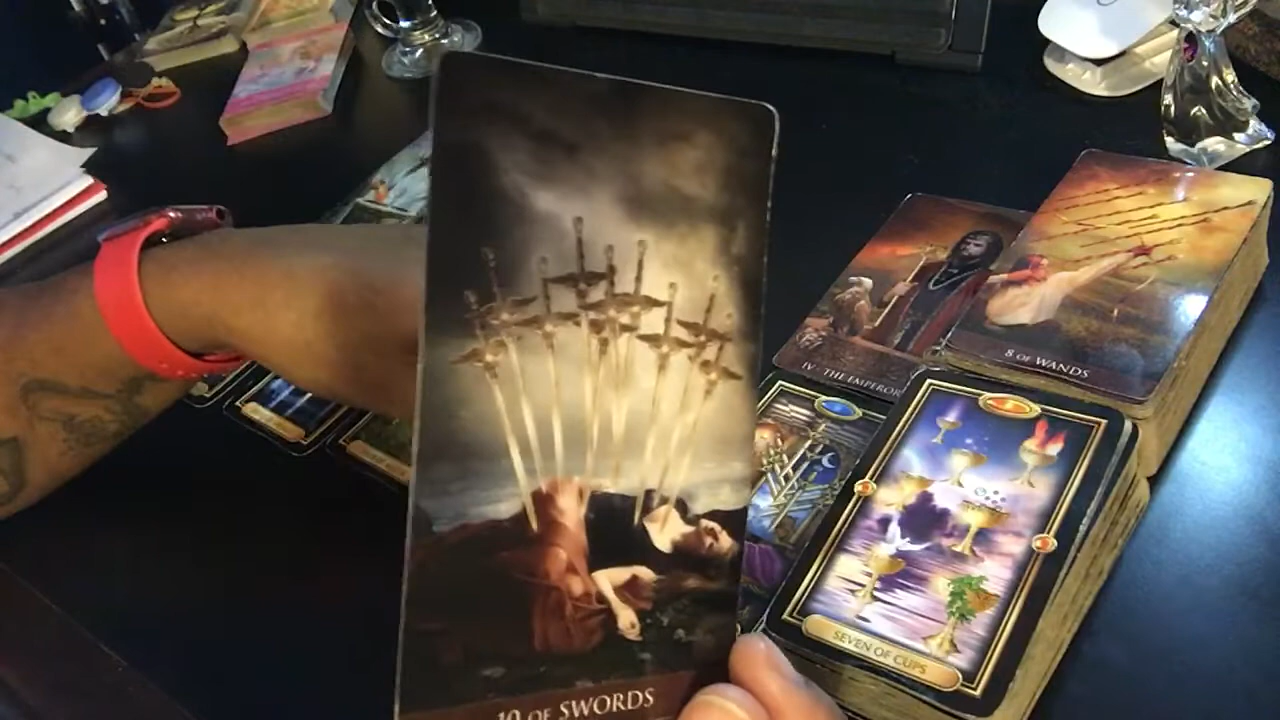 8 OF WANDS
IV · THE EMPEROR
SEVEN OF CUPS
10 OF SWORDS